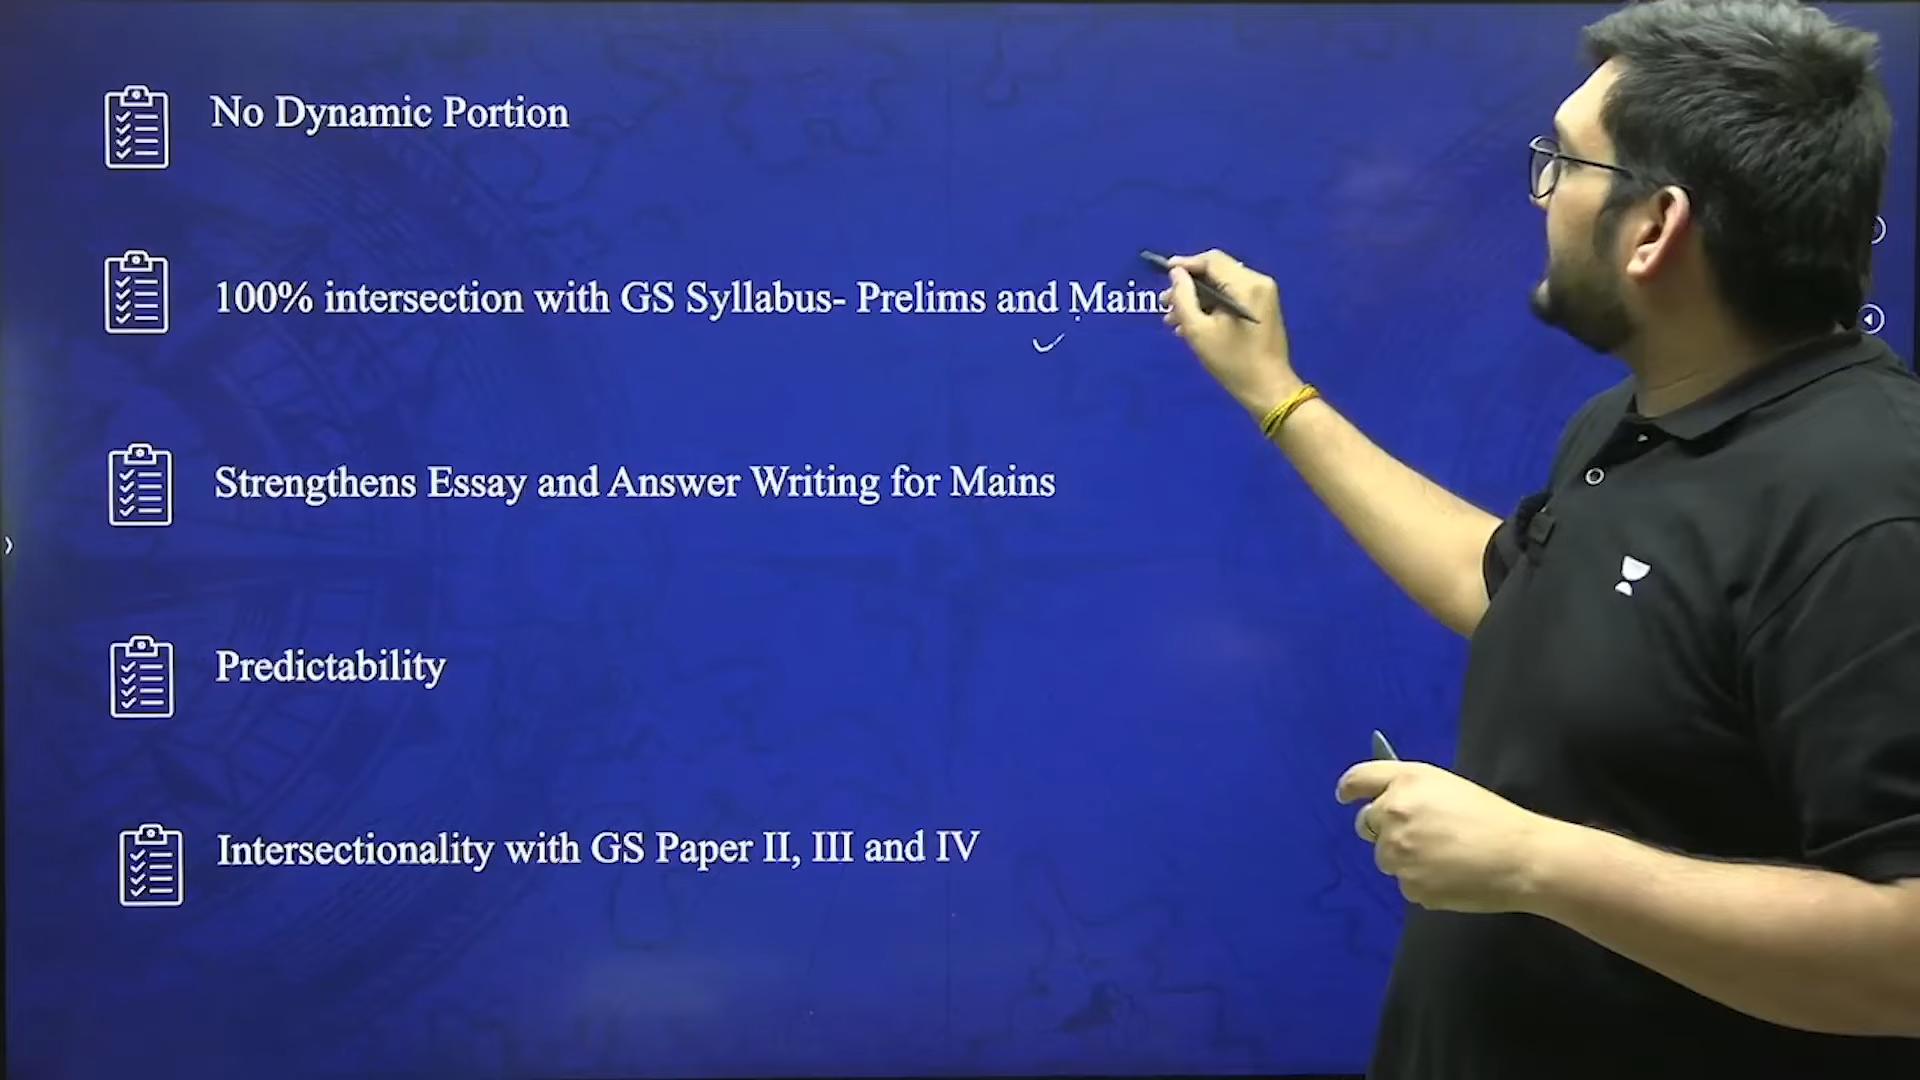 No Dynamic Portion
100% intersection with GS Syllabus- Prelims and Mains
Strengthens Essay and Answer Writing for Mains
Predictability
Intersectionality with GS Paper II, III and IV